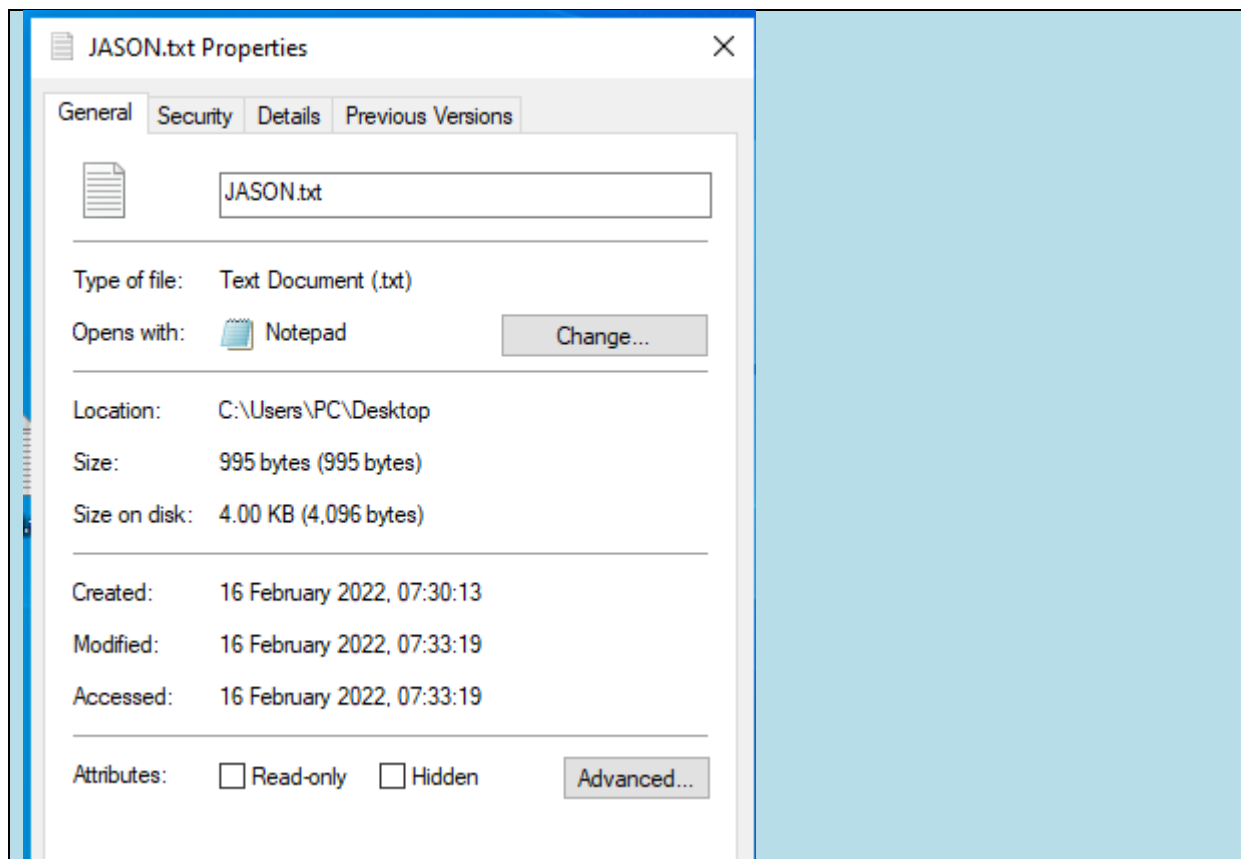 JASON.txt Properties
General Security Details Previous Versions
JASON.txt
Type of file: Text Document (.txt)
Opens with: Notepad Change...
Location: C:\Users\PC\Desktop
Size: 995 bytes (995 bytes)
Size on disk: 4.00 KB (4,096 bytes)
Created: 16 February 2022, 07:30:13
Modified: 16 February 2022, 07:33:19
Accessed: 16 February 2022, 07:33:19
Attributes: Read-only Hidden Advanced...